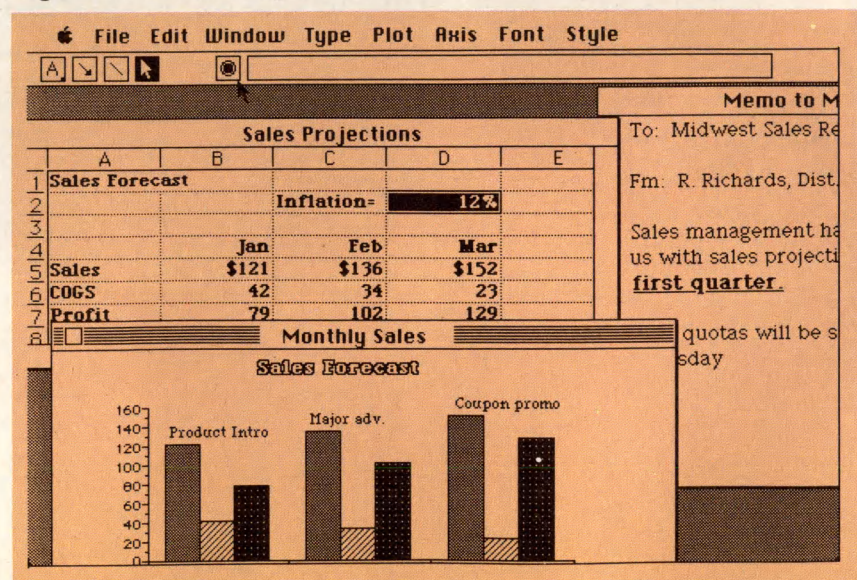 File Edit Window Type Plot Axis Font Style
A
Memo to M
Sales Projections
To: Midwest Sales Re
A B C D E
1 Sales Forecast
Fm: R. Richards, Dist.
2 Inflation= 12%
3
Sales management ha
4 Jan Feb Mar
us with sales projecti
5 Sales $121 $136 $152
first quarter.
6 COGS 42 34 23
7 Profit 79 102 129
8
Monthly Sales
quotas will be s
sday
Sales Forecast
Product Intro
Major adv.
Coupon promo
160
140
120
100
80
60
40
20
0